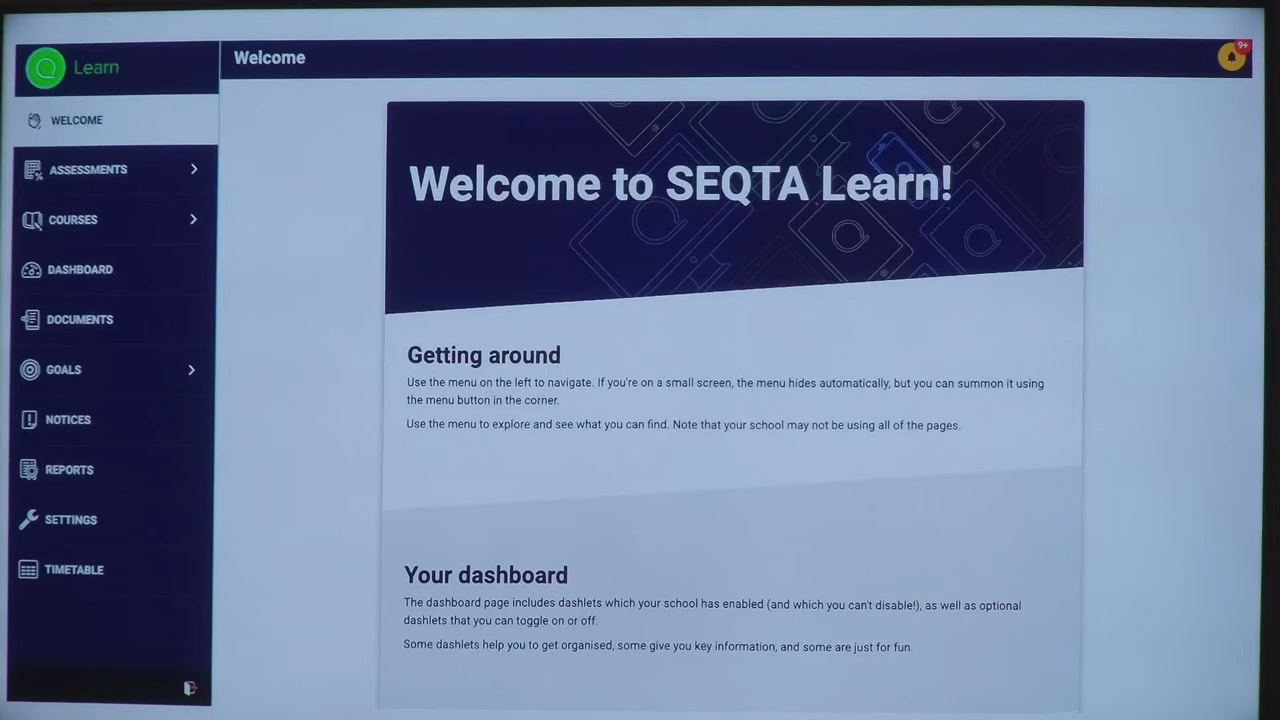 Learn
Welcome
9+
WELCOME
ASSESSMENTS
COURSES
DASHBOARD
DOCUMENTS
GOALS
NOTICES
REPORTS
SETTINGS
TIMETABLE
Welcome to SEQTA Learn!
Getting around
Use the menu on the left to navigate. If you're on a small screen, the menu hides automatically, but you can summon it using
the menu button in the corner.
Use the menu to explore and see what you can find. Note that your school may not be using all of the pages.
Your dashboard
The dashboard page includes dashlets which your school has enabled (and which you can't disable!), as well as optional
dashlets that you can toggle on or off.
Some dashlets help you to get organised, some give you key information, and some are just for fun.